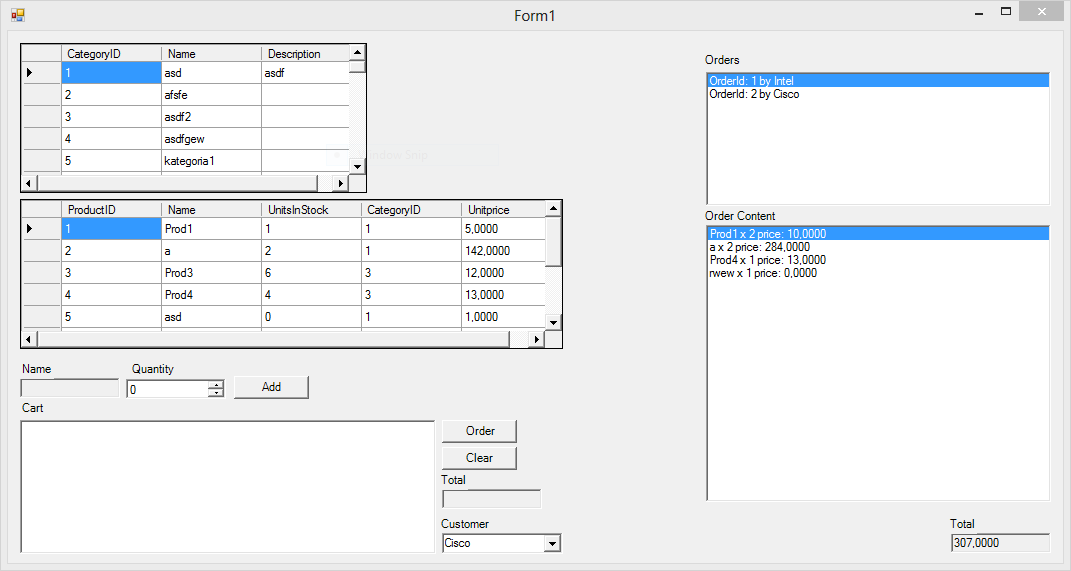 Form1
CategoryID Name Description
1 asd asdf
2 afsfe
3 asdf2
4 asdfgew
5 kategoria1
ProductID Name UnitsInStock CategoryID Unitprice
1 Prod1 1 1 5,0000
2 a 2 1 142,0000
3 Prod3 6 3 12,0000
4 Prod4 4 3 13,0000
5 asd 0 1 1,0000
Name Quantity
0 Add
Cart
Order
Clear
Total
Customer
Cisco
Orders
OrderId: 1 by Intel
OrderId: 2 by Cisco
Order Content
Prod1 x 2 price: 10,0000
a x 2 price: 284,0000
Prod4 x 1 price: 13,0000
rwew x 1 price: 0,0000
Total
307,0000